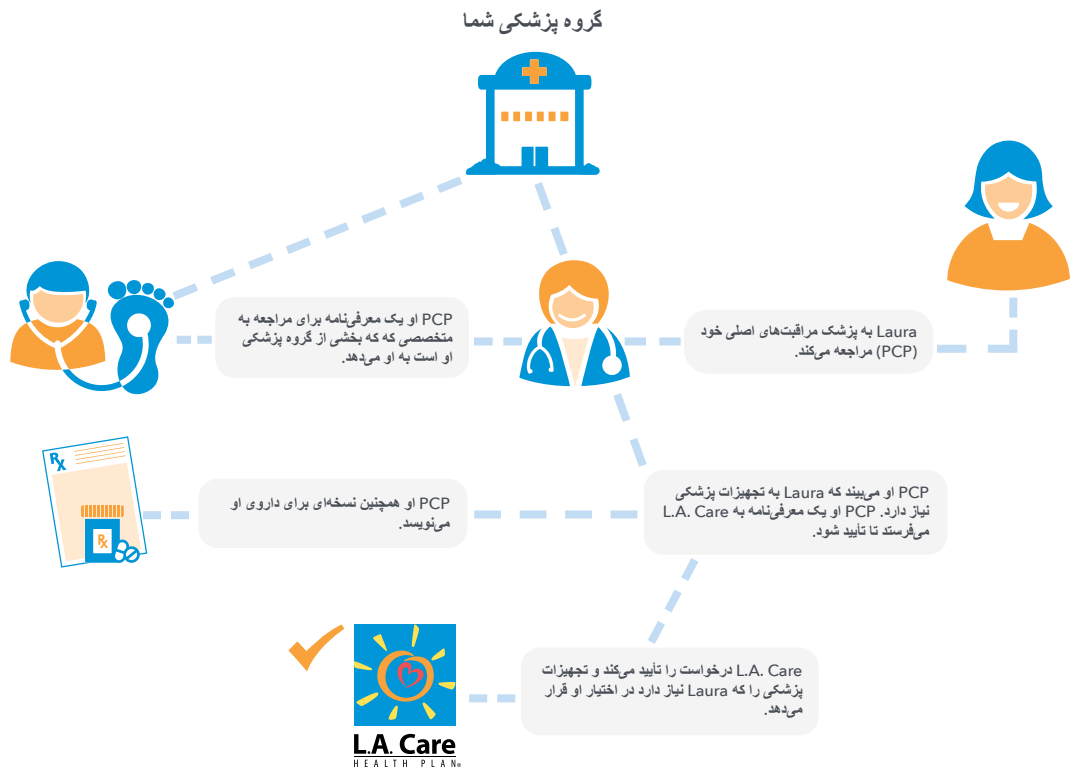 گروه پزشکی شما
Laura به پزشک مراقبت‌های اصلی خود
(PCP) مراجعه می‌کند.
PCP او یک معرفی‌نامه برای مراجعه به
متخصصی که که بخشی از گروه پزشکی
او است به او می‌دهد.
PCP او می‌بیند که Laura به تجهیزات پزشکی
نیاز دارد. PCP او یک معرفی‌نامه به L.A. Care
می‌فرستد تا تأیید شود.
PCP او همچنین نسخه‌ای برای داروی او
می‌نویسد.
Rx
Rx
L.A. Care درخواست را تأیید می‌کند و تجهیزات
پزشکی را که Laura نیاز دارد در اختیار او قرار
می‌دهد.
L.A. Care
HEALTH PLAN®